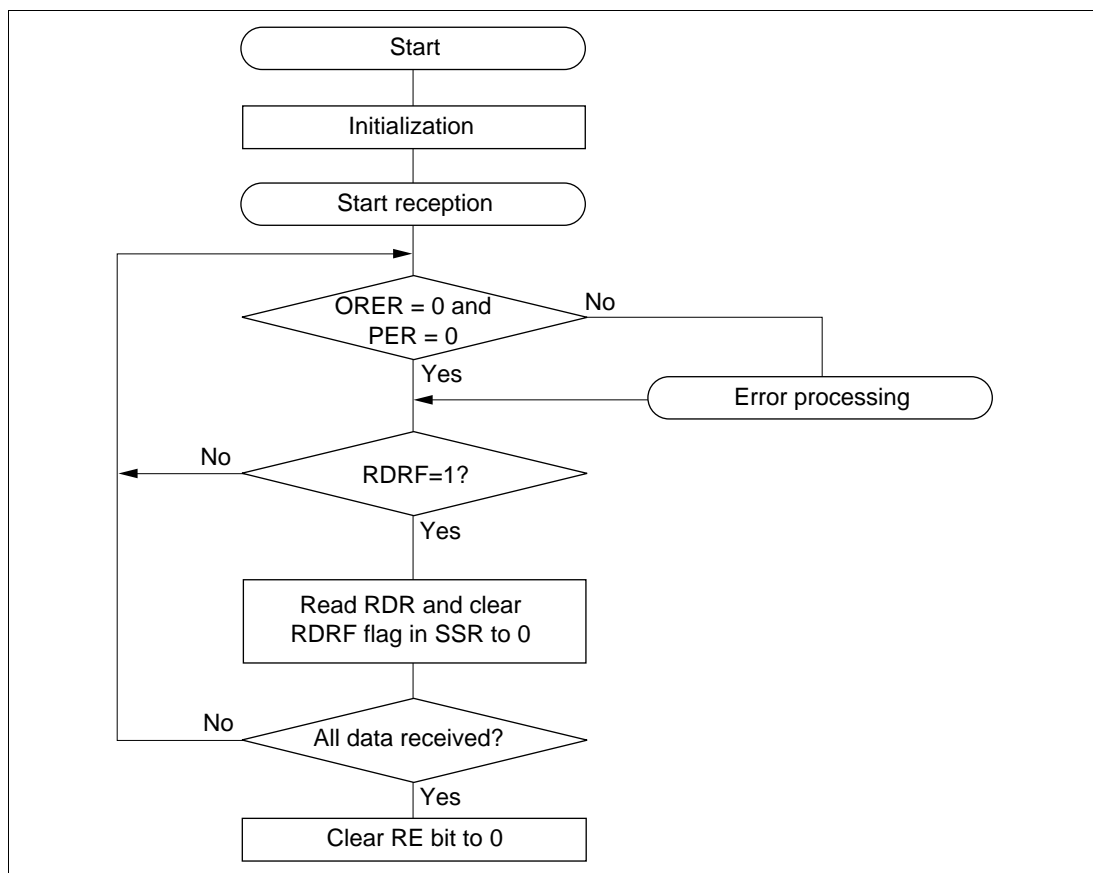 Start
Initialization
Start reception
ORER = 0 and
PER = 0
No
Yes
Error processing
No
RDRF=1?
Yes
Read RDR and clear
RDRF flag in SSR to 0
No
All data received?
Yes
Clear RE bit to 0